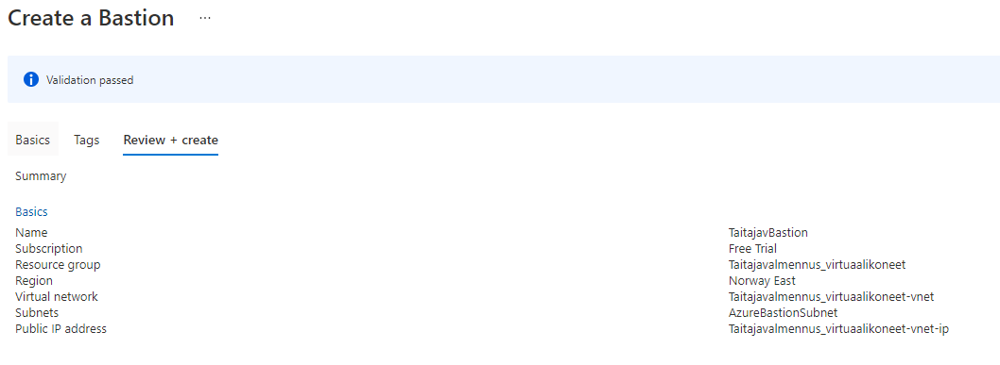 Create a Bastion ...
Validation passed
Basics Tags Review + create
Summary
Basics
Name TaitajavBastion
Subscription Free Trial
Resource group Taitajavalmennus_virtuaalikoneet
Region Norway East
Virtual network Taitajavalmennus_virtuaalikoneet-vnet
Subnets AzureBastionSubnet
Public IP address Taitajavalmennus_virtuaalikoneet-vnet-ip